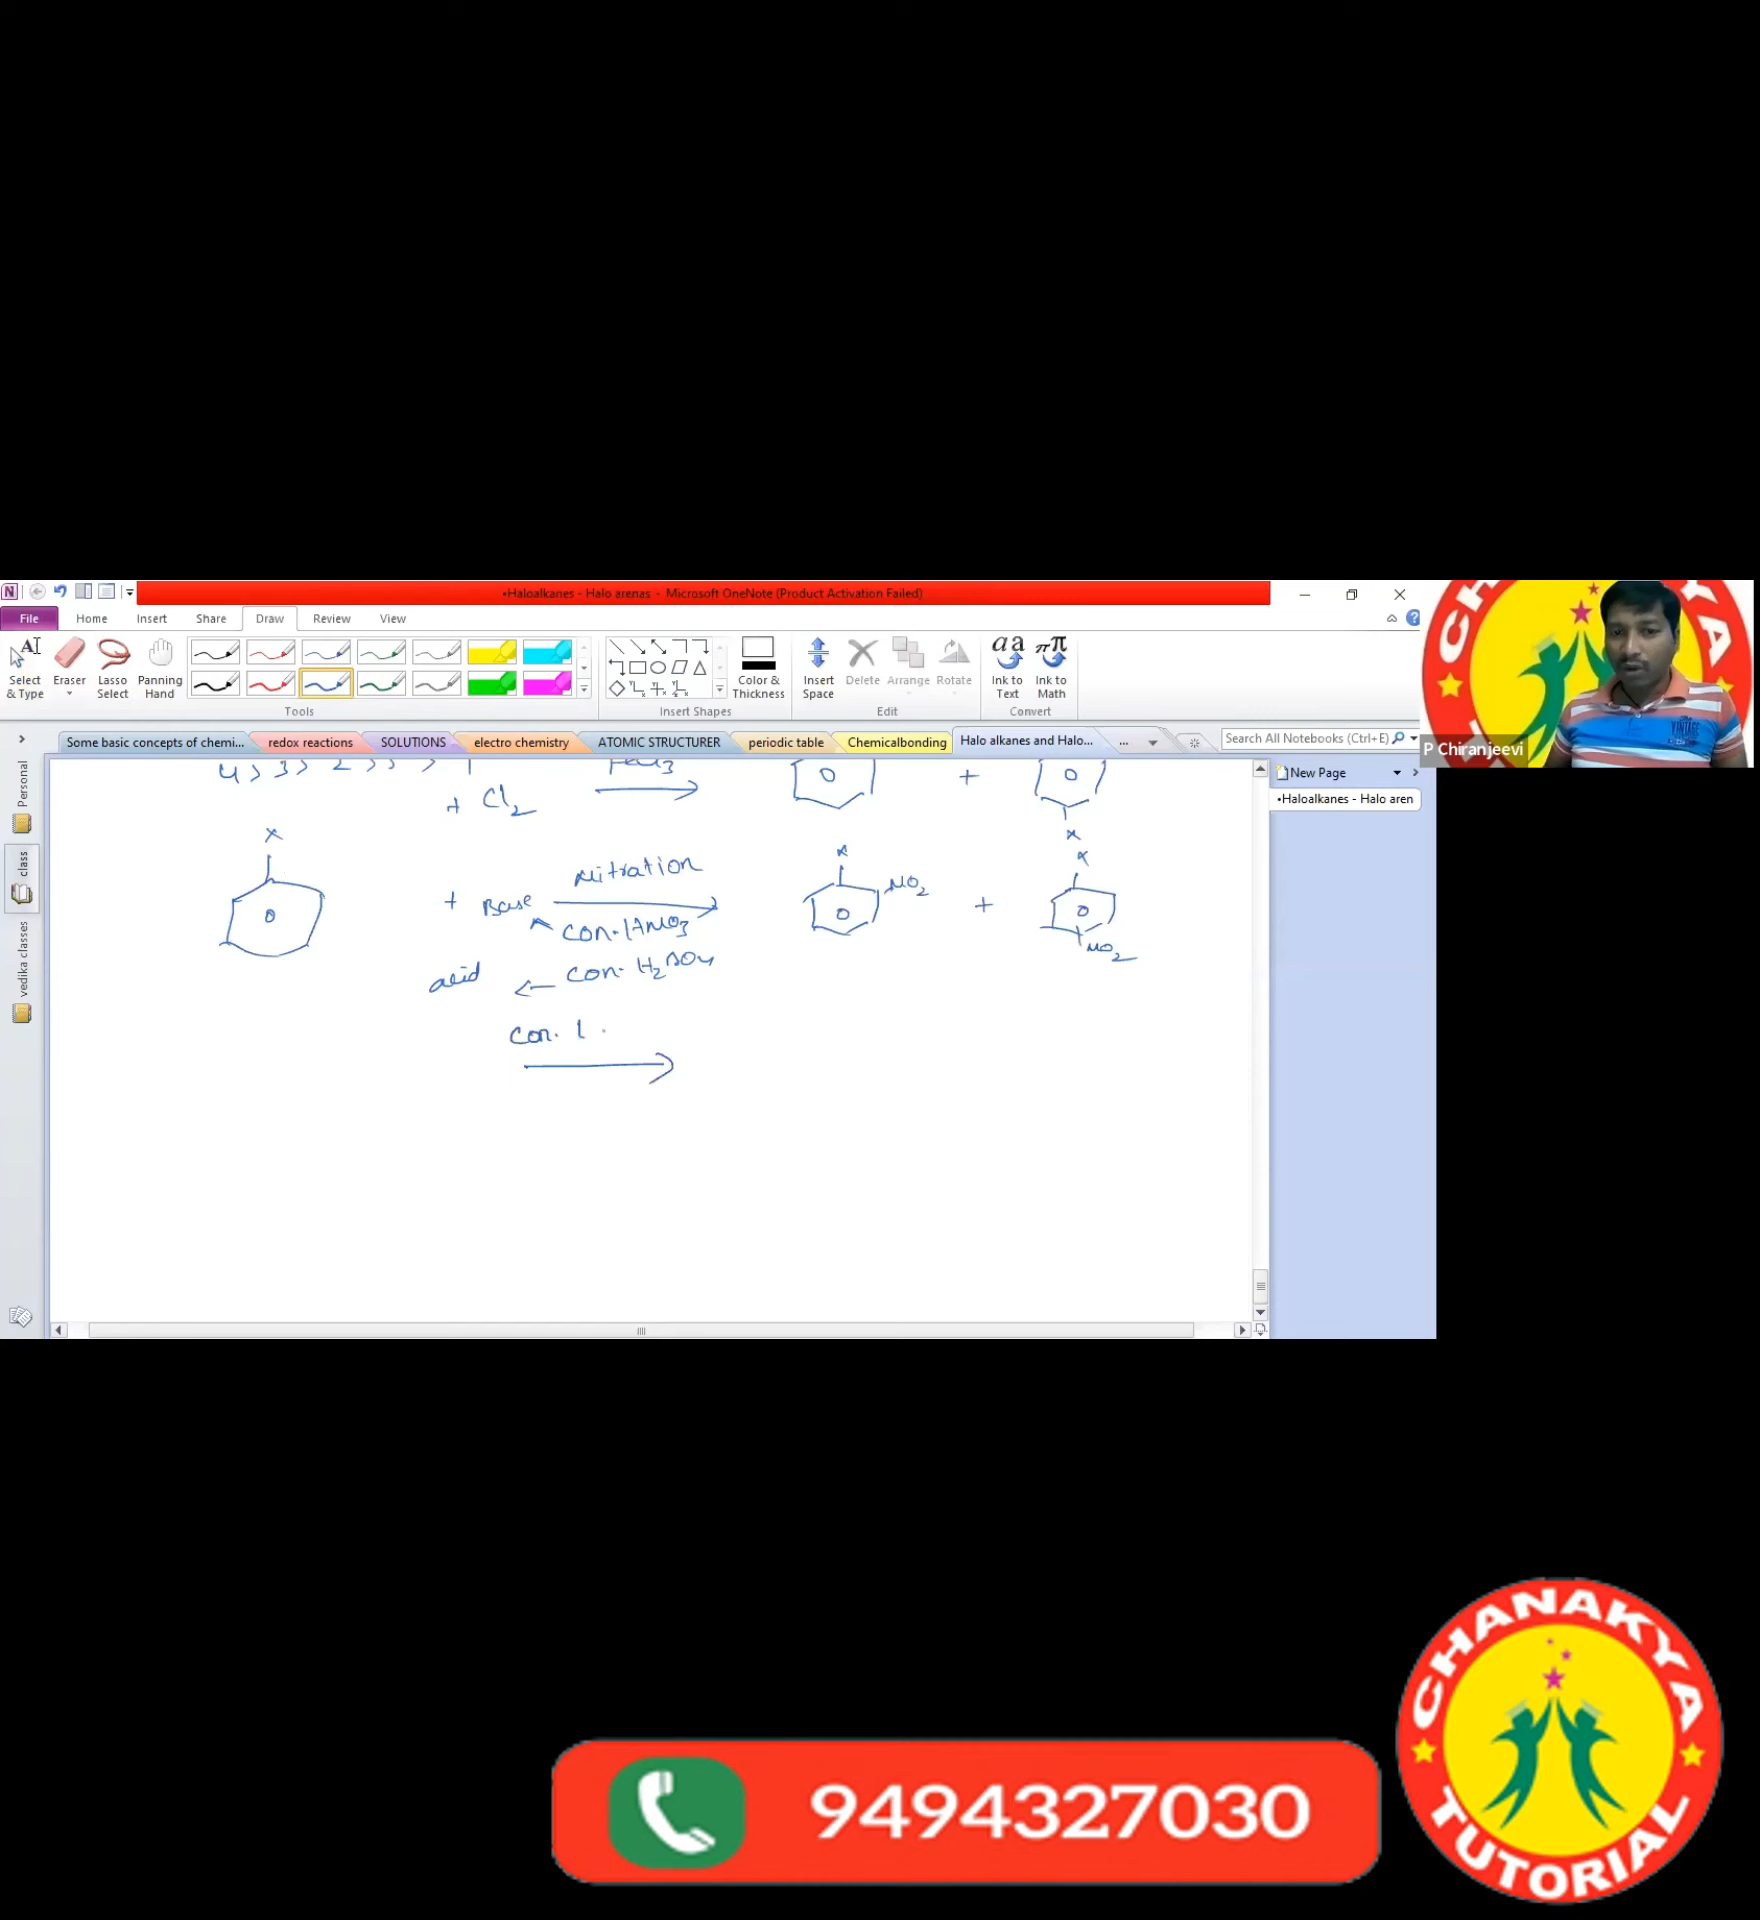 •Haloalkanes - Halo arenas - Microsoft OneNote (Product Activation Failed)
File Home Insert Share Draw Review View
Select & Type
Eraser
Lasso Select
Panning Hand
Color & Thickness
Insert Space
Delete
Arrange
Rotate
Ink to Text
Ink to Math
Tools
Insert Shapes
Edit
Convert
P Chiranjeevi
Some basic concepts of chemi... redox reactions SOLUTIONS electro chemistry ATOMIC STRUCTURER periodic table Chemicalbonding Halo alkanes and Halo... ...
Search All Notebooks (Ctrl+E)
New Page
•Haloalkanes - Halo aren
Personal
class
vedika classes
+ Cl2
+
x
x
x
x
Nitration
+ Base
con. HNO3
NO2
+
NO2
acid
con. H2SO4
con.
CHANAKYA TUTORIAL
9494327030